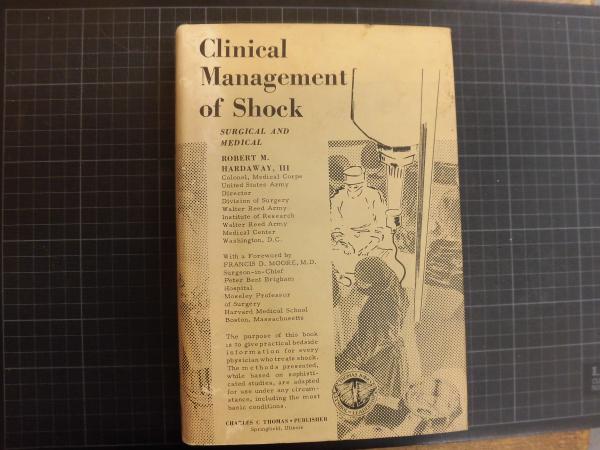 Clinical
Management
of Shock
SURGICAL AND
MEDICAL
ROBERT M.
HARDAWAY, III
Colonel, Medical Corps
United States Army
Director
Division of Surgery
Walter Reed Army
Institute of Research
Walter Reed Army
Medical Center
Washington, D.C.
With a Foreword by
FRANCIS D. MOORE, M.D.
Surgeon-in-Chief
Peter Bent Brigham
Hospital
Moseley Professor
of Surgery
Harvard Medical School
Boston, Massachusetts
The purpose of this book
is to give practical bedside
information for every
physician who treats shock.
The methods presented,
while based on sophisti-
cated studies, are adapted
for use under any circum-
stance, including the most
basic conditions.
CHARLES C THOMAS • PUBLISHER
Springfield, Illinois